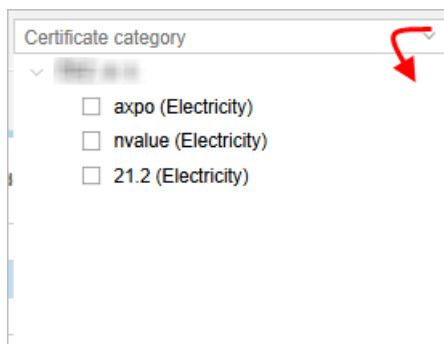 Certificate category
axpo (Electricity)
nvalue (Electricity)
21.2 (Electricity)